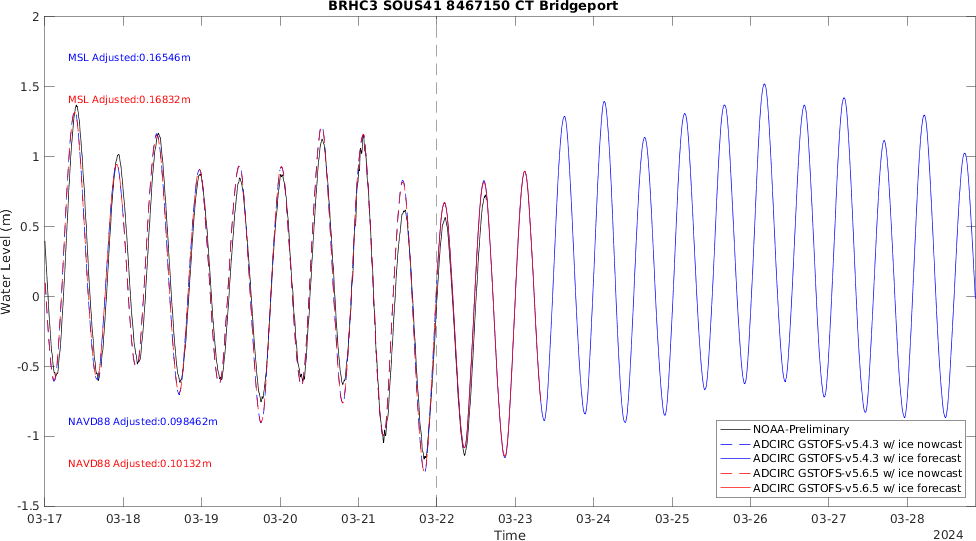 BRHC3 SOUS41 8467150 CT Bridgeport
2
1.5
1
0.5
0
-0.5
-1
-1.5
Water Level (m)
MSL Adjusted:0.16546m
MSL Adjusted:0.16832m
NAVD88 Adjusted:0.098462m
NAVD88 Adjusted:0.10132m
NOAA-Preliminary
ADCIRC GSTOFS-v5.4.3 w/ ice nowcast
ADCIRC GSTOFS-v5.4.3 w/ ice forecast
ADCIRC GSTOFS-v5.6.5 w/ ice nowcast
ADCIRC GSTOFS-v5.6.5 w/ ice forecast
03-17 03-18 03-19 03-20 03-21 03-22 03-23 03-24 03-25 03-26 03-27 03-28
Time
2024